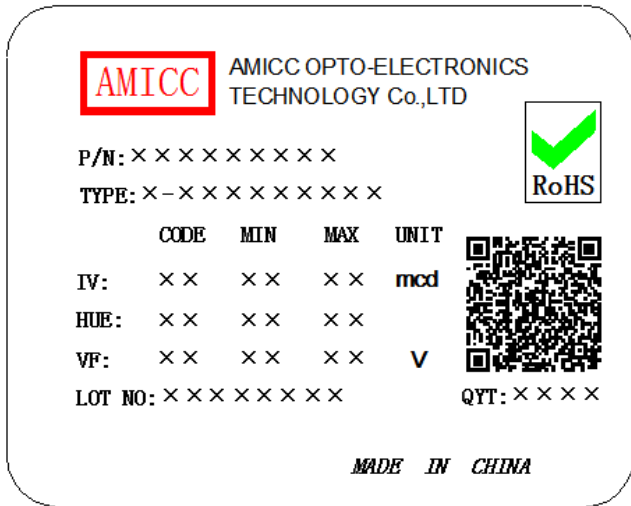 AMICC
AMICC OPTO-ELECTRONICS
TECHNOLOGY Co.,LTD
RoHS
P/N:×××××××××
TYPE:×-×××××××××
CODE MIN MAX UNIT
IV: ×× ×× ×× mcd
HUE: ×× ×× ××
VF: ×× ×× ×× V
LOT NO:××××××××
QYT:××××
MADE IN CHINA